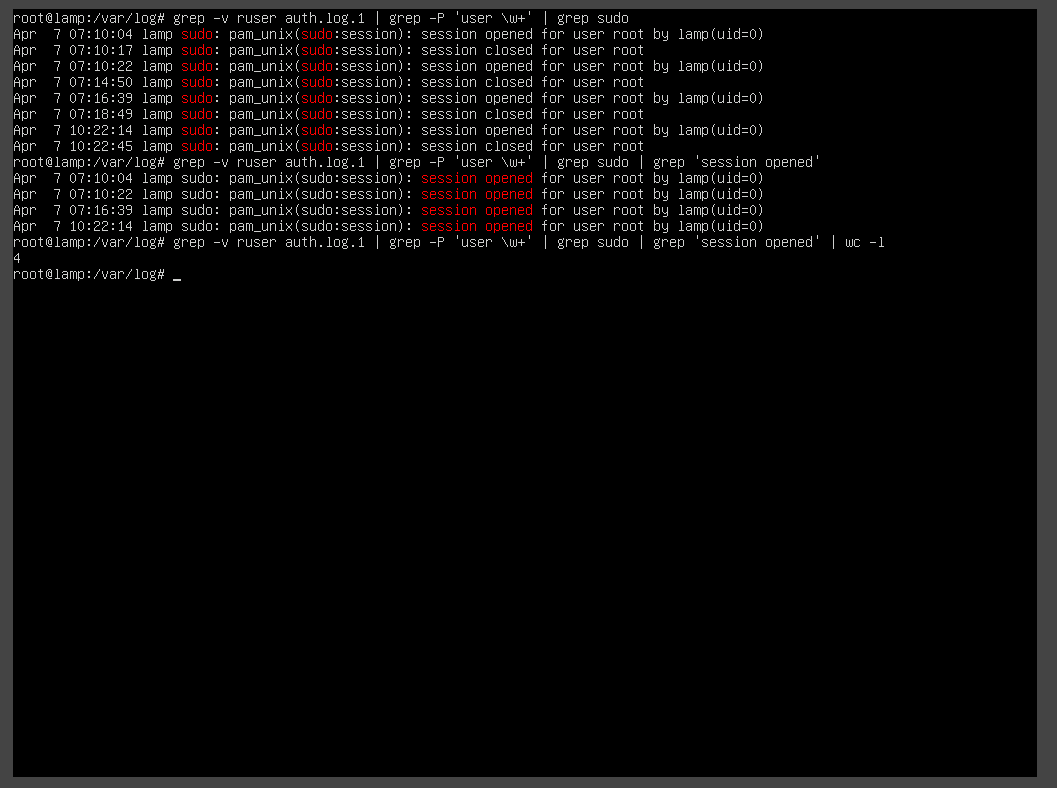 root@lamp:/var/log# grep -v ruser auth.log.1 | grep -P 'user \w+' | grep sudo
Apr  7 07:10:04 lamp sudo: pam_unix(sudo:session): session opened for user root by lamp(uid=0)
Apr  7 07:10:17 lamp sudo: pam_unix(sudo:session): session closed for user root
Apr  7 07:10:22 lamp sudo: pam_unix(sudo:session): session opened for user root by lamp(uid=0)
Apr  7 07:14:50 lamp sudo: pam_unix(sudo:session): session closed for user root
Apr  7 07:16:39 lamp sudo: pam_unix(sudo:session): session opened for user root by lamp(uid=0)
Apr  7 07:18:49 lamp sudo: pam_unix(sudo:session): session closed for user root
Apr  7 10:22:14 lamp sudo: pam_unix(sudo:session): session opened for user root by lamp(uid=0)
Apr  7 10:22:45 lamp sudo: pam_unix(sudo:session): session closed for user root
root@lamp:/var/log# grep -v ruser auth.log.1 | grep -P 'user \w+' | grep sudo | grep 'session opened'
Apr  7 07:10:04 lamp sudo: pam_unix(sudo:session): session opened for user root by lamp(uid=0)
Apr  7 07:10:22 lamp sudo: pam_unix(sudo:session): session opened for user root by lamp(uid=0)
Apr  7 07:16:39 lamp sudo: pam_unix(sudo:session): session opened for user root by lamp(uid=0)
Apr  7 10:22:14 lamp sudo: pam_unix(sudo:session): session opened for user root by lamp(uid=0)
root@lamp:/var/log# grep -v ruser auth.log.1 | grep -P 'user \w+' | grep sudo | grep 'session opened' | wc -l
4
root@lamp:/var/log# _